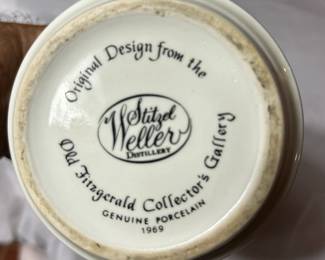 Original Design from the
Stitzel
Weller
DISTILLERY
Old Fitzgerald Collector's Gallery
GENUINE PORCELAIN
1969